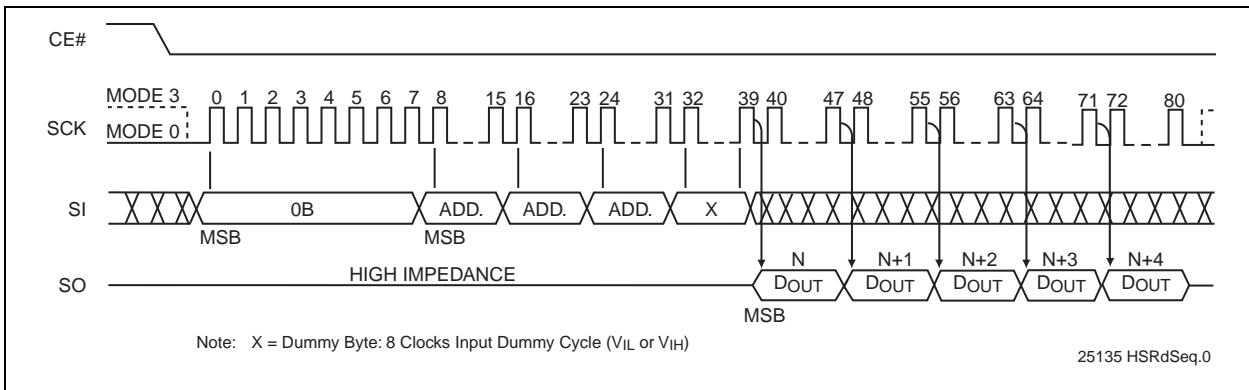 CE#
MODE 3
0 1 2 3 4 5 6 7 8 15 16 23 24 31 32 39 40 47 48 55 56 63 64 71 72 80
SCK
MODE 0
SI
0B
ADD.
ADD.
ADD.
X
MSB
MSB
N
N+1
N+2
N+3
N+4
SO
HIGH IMPEDANCE
DOUT
DOUT
DOUT
DOUT
DOUT
MSB
Note: X = Dummy Byte: 8 Clocks Input Dummy Cycle (VIL or VIH)
25135 HSRdSeq.0